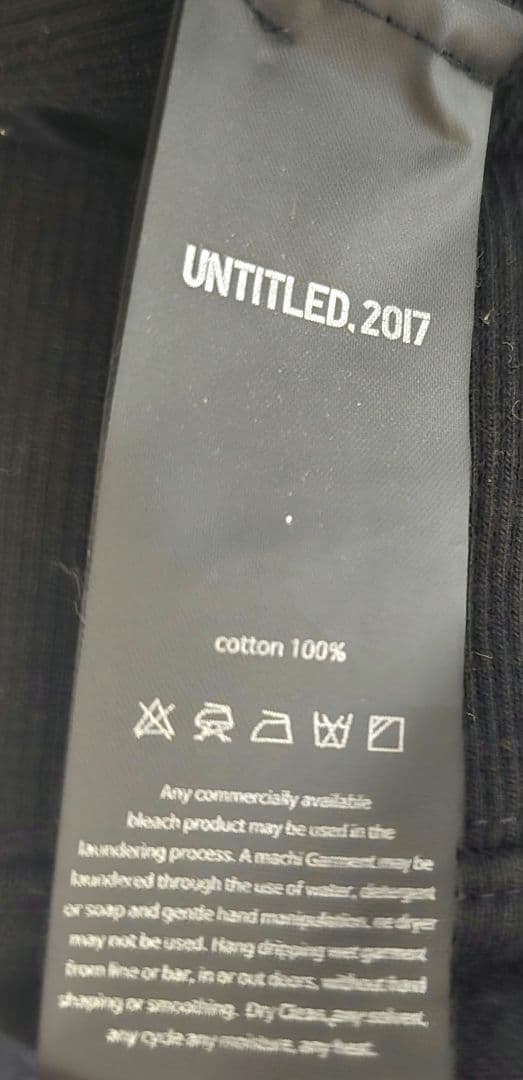 UNTITLED. 2017
cotton 100%
Any commercially available
bleach product may be used in the
laundering process. A machi Garment may be
laundered through the use of water, detergent
or soap and gentle hand manipulation. dryer
may not be used. Hang dripping wet garment
from line or bar, in or out doors, without hand
shaping or smoothing. Dry Clean, any solvent,
any cycle any moisture, any heat.